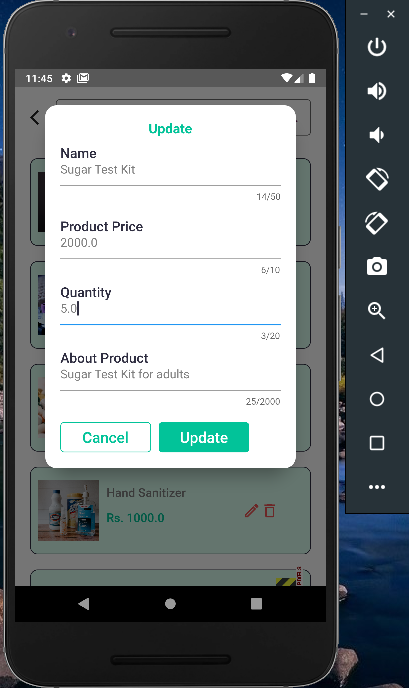 11:45
Update
Name
Sugar Test Kit
14/50
Product Price
2000.0
6/10
Quantity
5.0
3/20
About Product
Sugar Test Kit for adults
25/2000
Cancel
Update
Hand Sanitizer
Rs. 1000.0